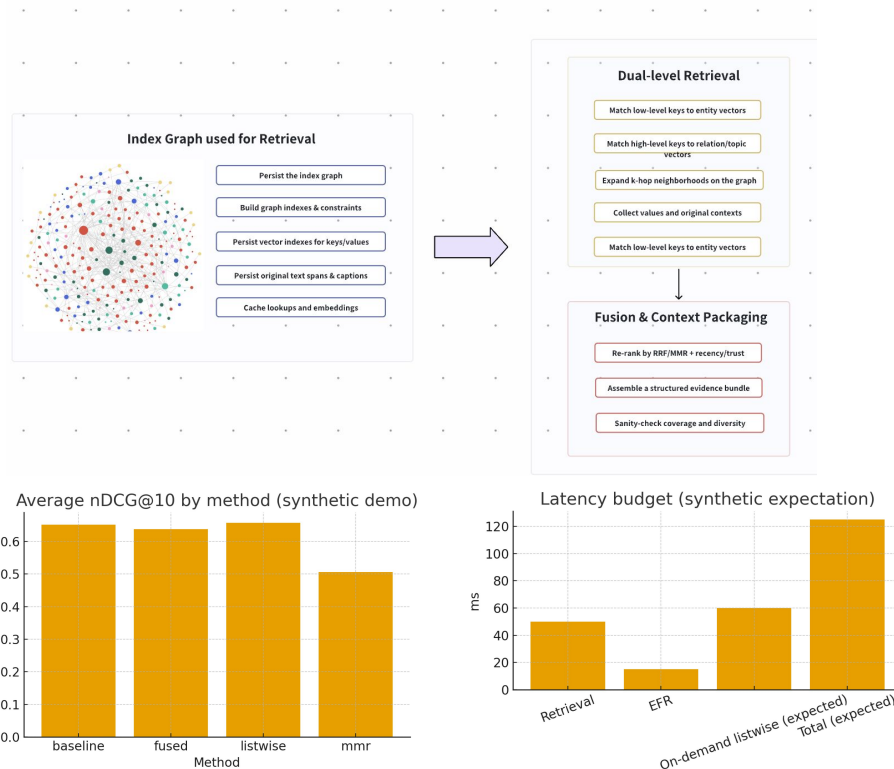 Index Graph used for Retrieval
Persist the index graph
Build graph indexes & constraints
Persist vector indexes for keys/values
Persist original text spans & captions
Cache lookups and embeddings
Dual-level Retrieval
Match low-level keys to entity vectors
Match high-level keys to relation/topic
vectors
Expand k-hop neighborhoods on the graph
Collect values and original contexts
Match low-level keys to entity vectors
Fusion & Context Packaging
Re-rank by RRF/MMR + recency/trust
Assemble a structured evidence bundle
Sanity-check coverage and diversity
Average nDCG@10 by method (synthetic demo)
0.6
0.5
0.4
0.3
0.2
0.1
0.0
baseline fused listwise mmr
Method
Latency budget (synthetic expectation)
ms
120
100
80
60
40
20
0
Retrieval
EFR
On-demand listwise (expected)
Total (expected)